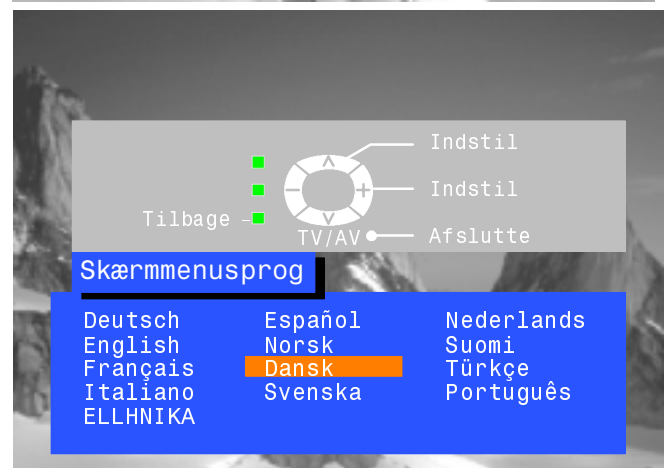 Indstil
Indstil
Tilbage
TV/AV
Afslutte
Skærmmenusprog
Deutsch Español Nederlands
English Norsk Suomi
Français Dansk Türkçe
Italiano Svenska Português
ELLHNIKA